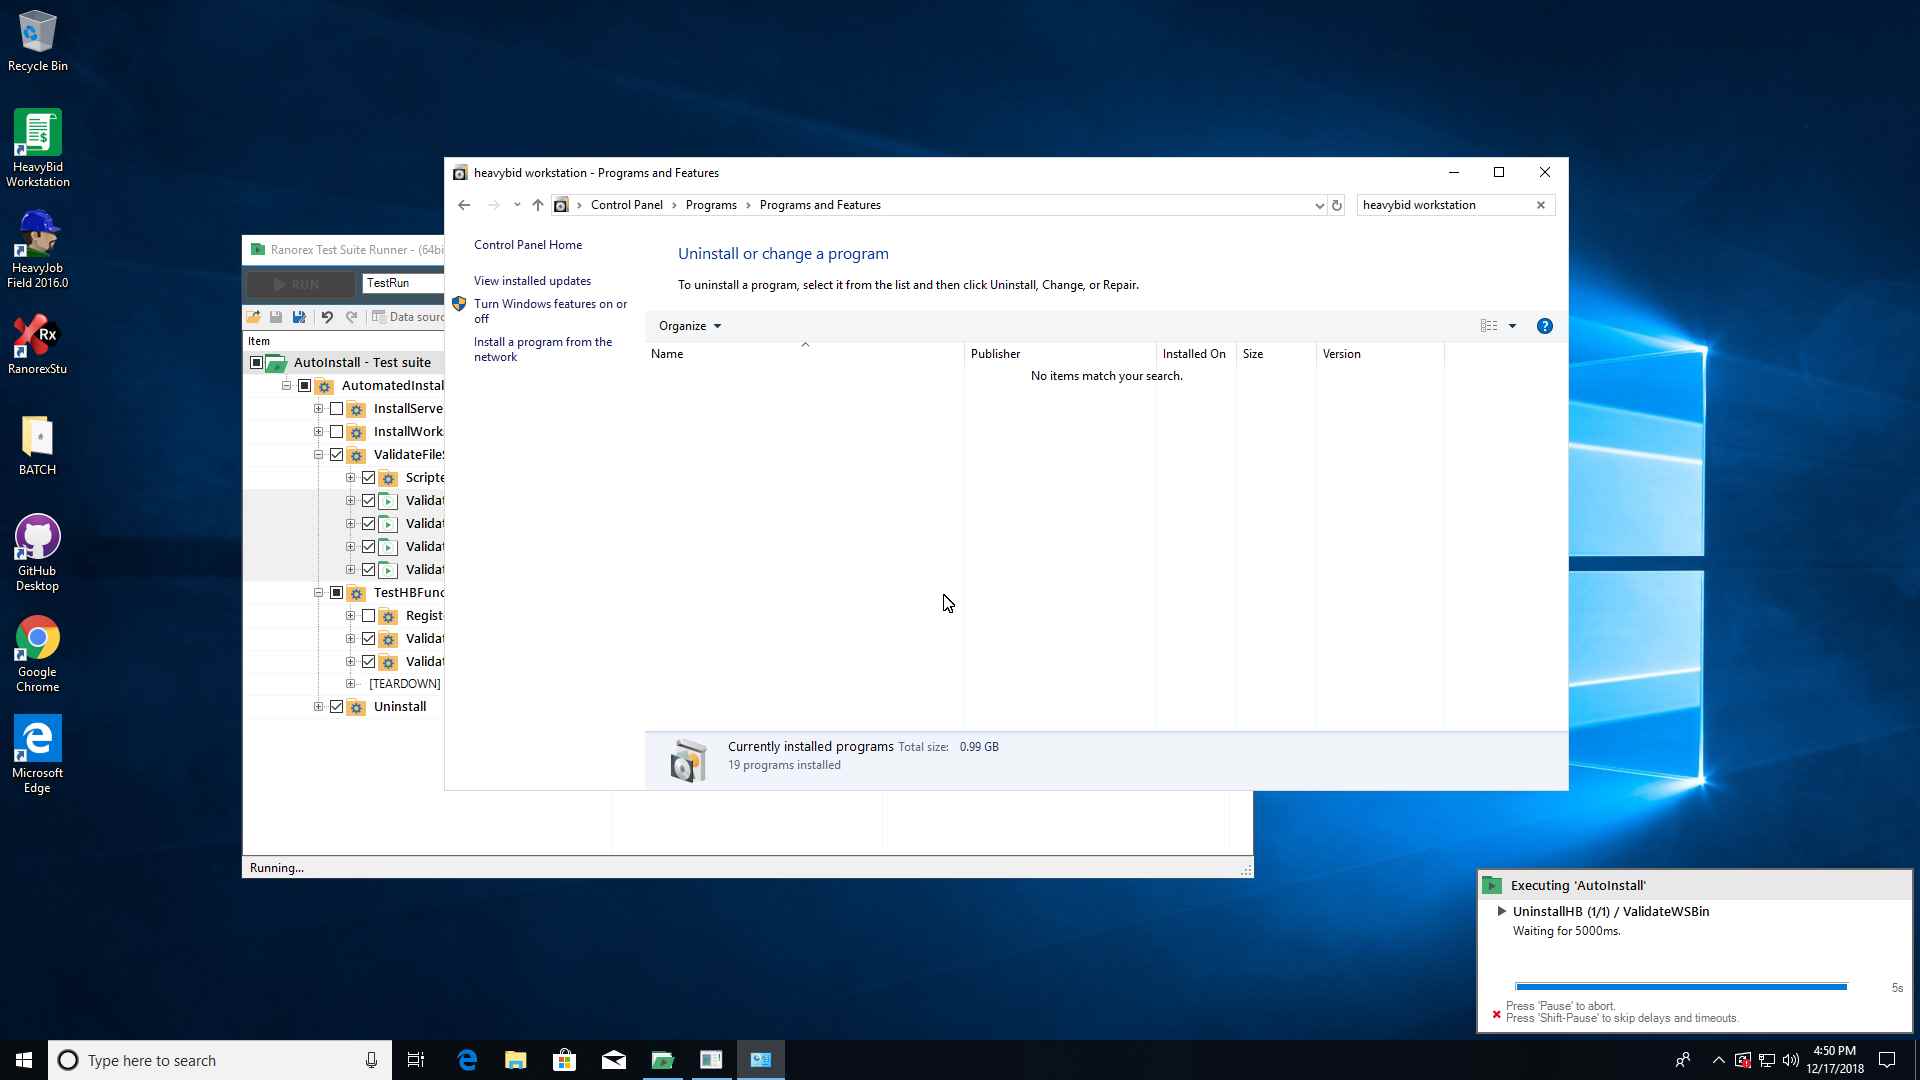 Recycle Bin
HeavyBid
Workstation
HeavyJob
Field 2016.0
RanorexStu
BATCH
GitHub
Desktop
Google
Chrome
Microsoft
Edge
Ranorex Test Suite Runner - (64bi
RUN
TestRun
Data sourc
Item
AutoInstall - Test suite
AutomatedInstal
InstallServe
InstallWork
ValidateFileS
Scripte
Validat
Validat
Validat
Validat
TestHBFunc
Registe
Validat
Validat
[TEARDOWN]
Uninstall
Running...
heavybid workstation - Programs and Features
Control Panel
Programs
Programs and Features
heavybid workstation
Control Panel Home
View installed updates
Turn Windows features on or
off
Install a program from the
network
Uninstall or change a program
To uninstall a program, select it from the list and then click Uninstall, Change, or Repair.
Organize
Name
Publisher
Installed On
Size
Version
No items match your search.
Currently installed programs Total size: 0.99 GB
19 programs installed
Executing 'AutoInstall'
UninstallHB (1/1) / ValidateWSBin
Waiting for 5000ms.
5s
Press 'Pause' to abort.
Press 'Shift-Pause' to skip delays and timeouts.
Type here to search
4:50 PM
12/17/2018